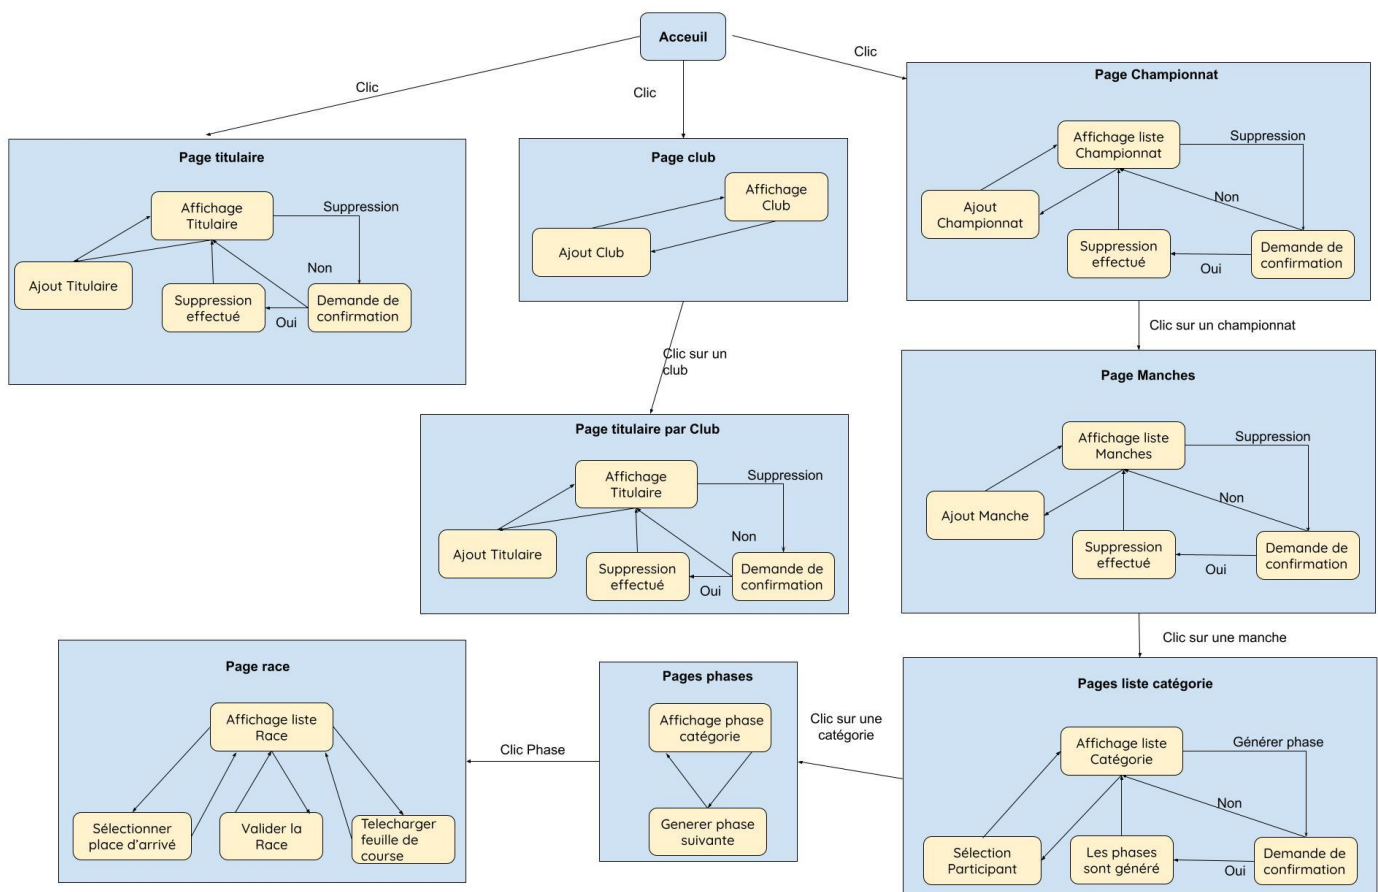 Acceuil
Clic
Clic
Clic
Page titulaire
Affichage
Titulaire
Suppression
Ajout Titulaire
Non
Suppression
effectué
Oui
Demande de
confirmation
Page club
Affichage
Club
Ajout Club
Page Championnat
Affichage liste
Championnat
Suppression
Ajout
Championnat
Non
Suppression
effectué
Oui
Demande de
confirmation
Clic sur un
club
Clic sur un championnat
Page titulaire par Club
Affichage
Titulaire
Suppression
Ajout Titulaire
Non
Suppression
effectué
Oui
Demande de
confirmation
Page Manches
Affichage liste
Manches
Suppression
Ajout Manche
Non
Suppression
effectué
Oui
Demande de
confirmation
Clic sur une manche
Page race
Affichage liste
Race
Sélectionner
place d'arrivé
Valider la
Race
Telecharger
feuille de
course
Clic Phase
Pages phases
Affichage phase
catégorie
Generer phase
suivante
Clic sur une
catégorie
Pages liste catégorie
Affichage liste
Catégorie
Générer phase
Non
Sélection
Participant
Les phases
sont généré
Oui
Demande de
confirmation